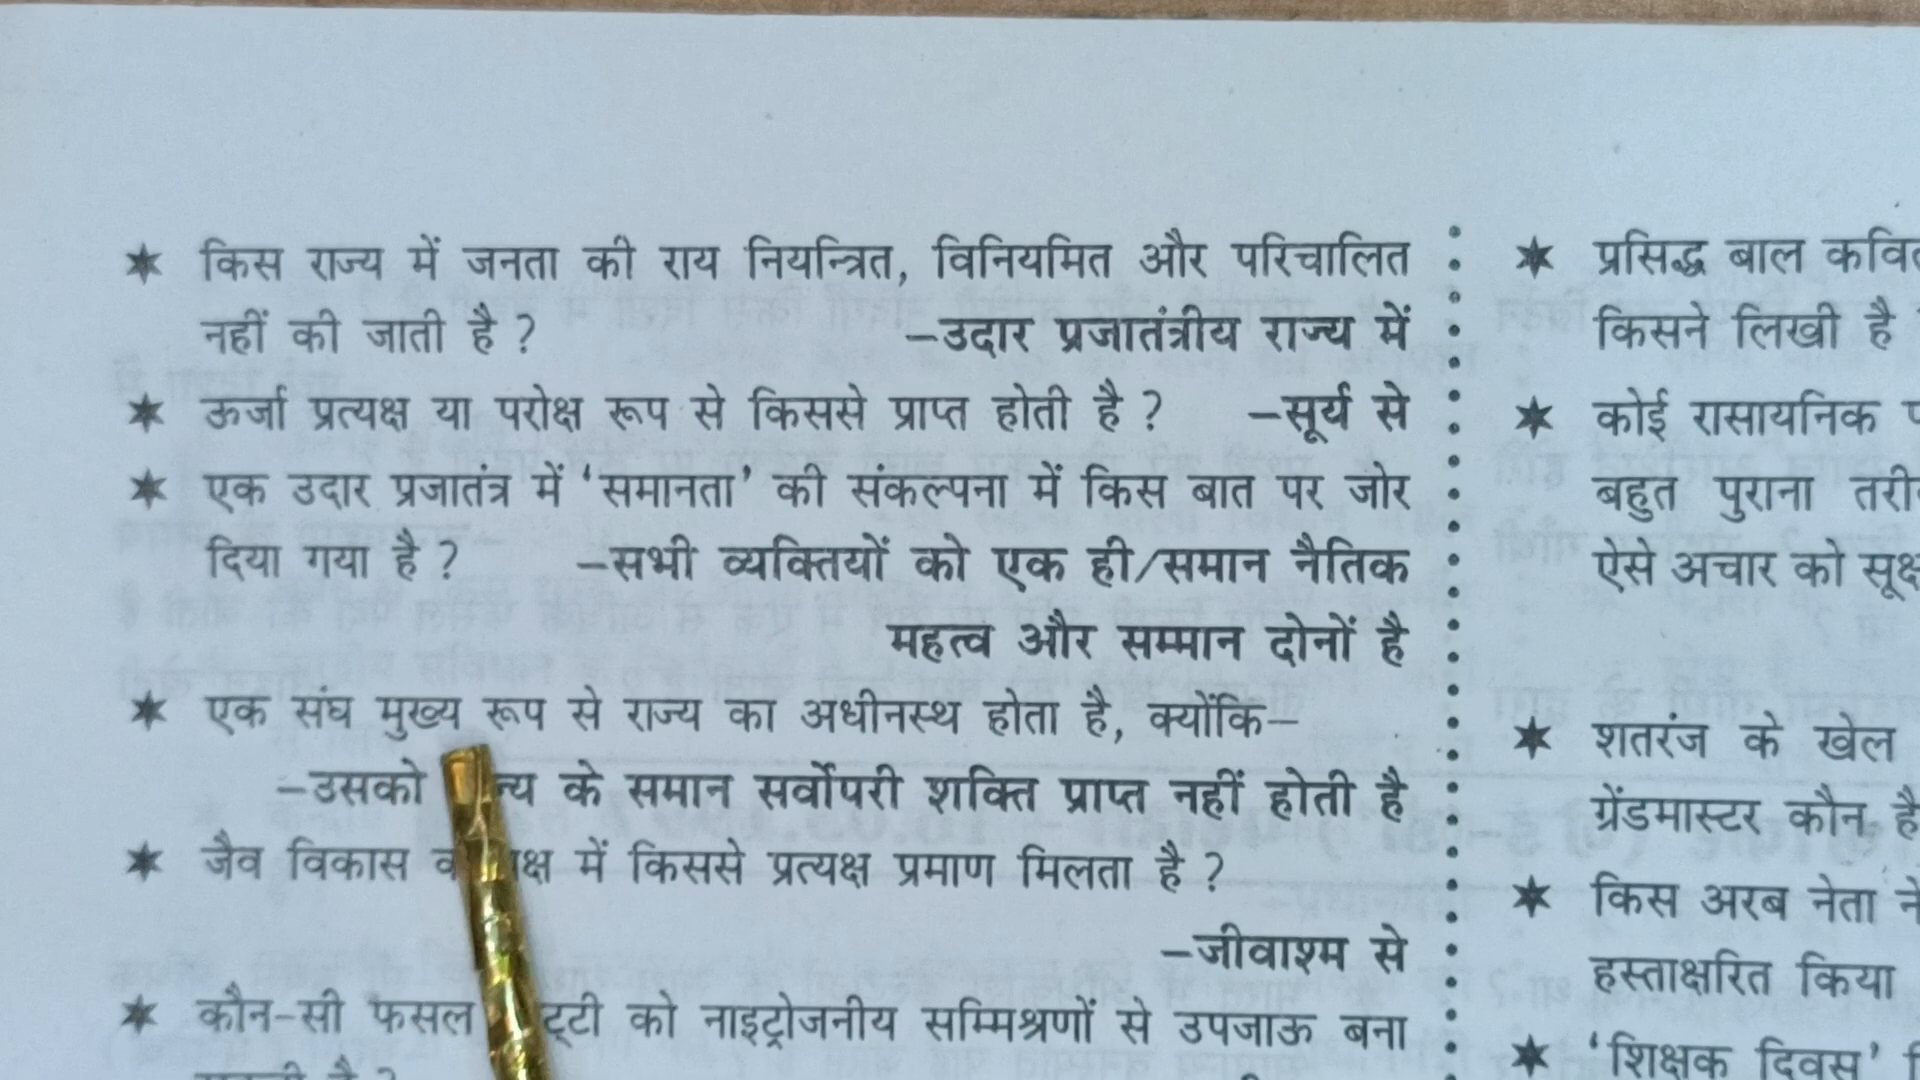 ★ किस राज्य में जनता की राय नियन्त्रित, विनियमित और परिचालित
नहीं की जाती है ? –उदार प्रजातंत्रीय राज्य में
★ ऊर्जा प्रत्यक्ष या परोक्ष रूप से किससे प्राप्त होती है ? –सूर्य से
★ एक उदार प्रजातंत्र में ‘समानता’ की संकल्पना में किस बात पर जोर
दिया गया है ? –सभी व्यक्तियों को एक ही/समान नैतिक
महत्व और सम्मान दोनों है
★ एक संघ मुख्य रूप से राज्य का अधीनस्थ होता है, क्योंकि–
–उसको के समान सर्वोपरी शक्ति प्राप्त नहीं होती है
★ जैव विकास में किससे प्रत्यक्ष प्रमाण मिलता है ?
–जीवाश्म से
★ कौन-सी फसल को नाइट्रोजनीय सम्मिश्रणों से उपजाऊ बना
★ प्रसिद्ध बाल
किसने लिखी है
★ कोई रासायनिक
बहुत पुराना
ऐसे अचार को
★ शतरंज के खेल
ग्रेंडमास्टर कौन है
★ किस अरब नेता
हस्ताक्षरित किया
★ ‘शिक्षक दिवस’